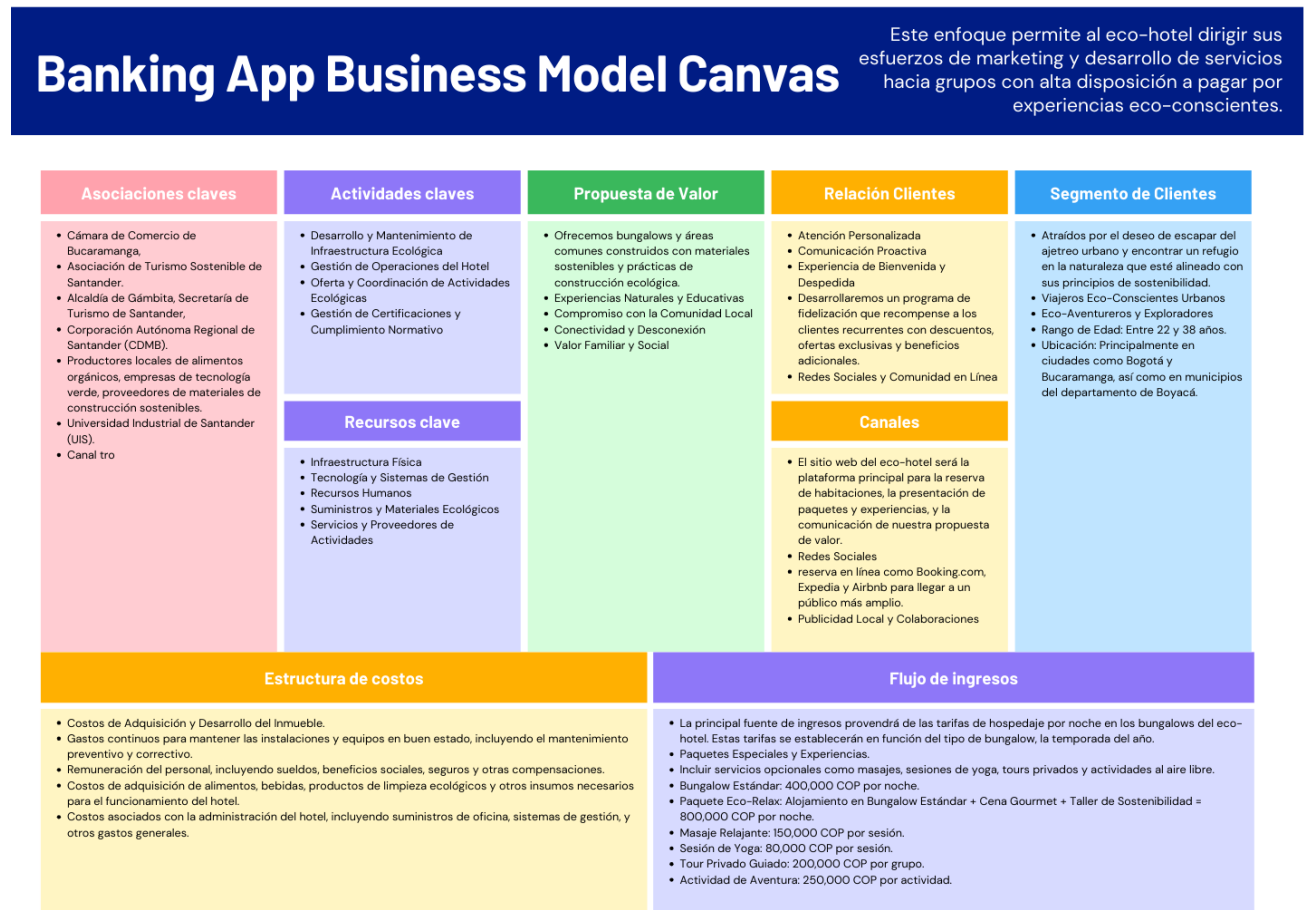 Banking App Business Model Canvas
Este enfoque permite al eco-hotel dirigir sus
esfuerzos de marketing y desarrollo de servicios
hacia grupos con alta disposición a pagar por
experiencias eco-conscientes.
Asociaciones claves
• Cámara de Comercio de
Bucaramanga,
• Asociación de Turismo Sostenible de
Santander.
• Alcaldía de Gámbita, Secretaría de
Turismo de Santander,
• Corporación Autónoma Regional de
Santander (CDMB).
• Productores locales de alimentos
orgánicos, empresas de tecnología
verde, proveedores de materiales de
construcción sostenibles.
• Universidad Industrial de Santander
(UIS).
• Canal tro
Actividades claves
• Desarrollo y Mantenimiento de
Infraestructura Ecológica
• Gestión de Operaciones del Hotel
• Oferta y Coordinación de Actividades
Ecológicas
• Gestión de Certificaciones y
Cumplimiento Normativo
Recursos clave
• Infraestructura Física
• Tecnología y Sistemas de Gestión
• Recursos Humanos
• Suministros y Materiales Ecológicos
• Servicios y Proveedores de
Actividades
Propuesta de Valor
• Ofrecemos bungalows y áreas
comunes construidos con materiales
sostenibles y prácticas de
construcción ecológica.
• Experiencias Naturales y Educativas
• Compromiso con la Comunidad Local
• Conectividad y Desconexión
• Valor Familiar y Social
Relación Clientes
• Atención Personalizada
• Comunicación Proactiva
• Experiencia de Bienvenida y
Despedida
• Desarrollaremos un programa de
fidelización que recompense a los
clientes recurrentes con descuentos,
ofertas exclusivas y beneficios
adicionales.
• Redes Sociales y Comunidad en Línea
Canales
• El sitio web del eco-hotel será la
plataforma principal para la reserva
de habitaciones, la presentación de
paquetes y experiencias, y la
comunicación de nuestra propuesta
de valor.
• Redes Sociales
• reserva en línea como Booking.com,
Expedia y Airbnb para llegar a un
público más amplio.
• Publicidad Local y Colaboraciones
Segmento de Clientes
• Atraídos por el deseo de escapar del
ajetreo urbano y encontrar un refugio
en la naturaleza que esté alineado con
sus principios de sostenibilidad.
• Viajeros Eco-Conscientes Urbanos
• Eco-Aventureros y Exploradores
• Rango de Edad: Entre 22 y 38 años.
• Ubicación: Principalmente en
ciudades como Bogotá y
Bucaramanga, así como en municipios
del departamento de Boyacá.
Estructura de costos
• Costos de Adquisición y Desarrollo del Inmueble.
• Gastos continuos para mantener las instalaciones y equipos en buen estado, incluyendo el mantenimiento
preventivo y correctivo.
• Remuneración del personal, incluyendo sueldos, beneficios sociales, seguros y otras compensaciones.
• Costos de adquisición de alimentos, bebidas, productos de limpieza ecológicos y otros insumos necesarios
para el funcionamiento del hotel.
• Costos asociados con la administración del hotel, incluyendo suministros de oficina, sistemas de gestión, y
otros gastos generales.
Flujo de ingresos
• La principal fuente de ingresos provendrá de las tarifas de hospedaje por noche en los bungalows del eco-
hotel. Estas tarifas se establecerán en función del tipo de bungalow, la temporada del año.
• Paquetes Especiales y Experiencias.
• Incluir servicios opcionales como masajes, sesiones de yoga, tours privados y actividades al aire libre.
• Bungalow Estándar: 400,000 COP por noche.
• Paquete Eco-Relax: Alojamiento en Bungalow Estándar + Cena Gourmet + Taller de Sostenibilidad =
800,000 COP por noche.
• Masaje Relajante: 150,000 COP por sesión.
• Sesión de Yoga: 80,000 COP por sesión.
• Tour Privado Guiado: 200,000 COP por grupo.
• Actividad de Aventura: 250,000 COP por actividad.